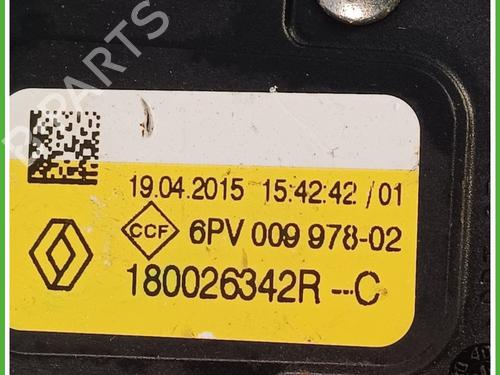 BPARTS
19.04.2015 15:42:42 /01
CCF 6PV 009 978-02
180026342R --- C